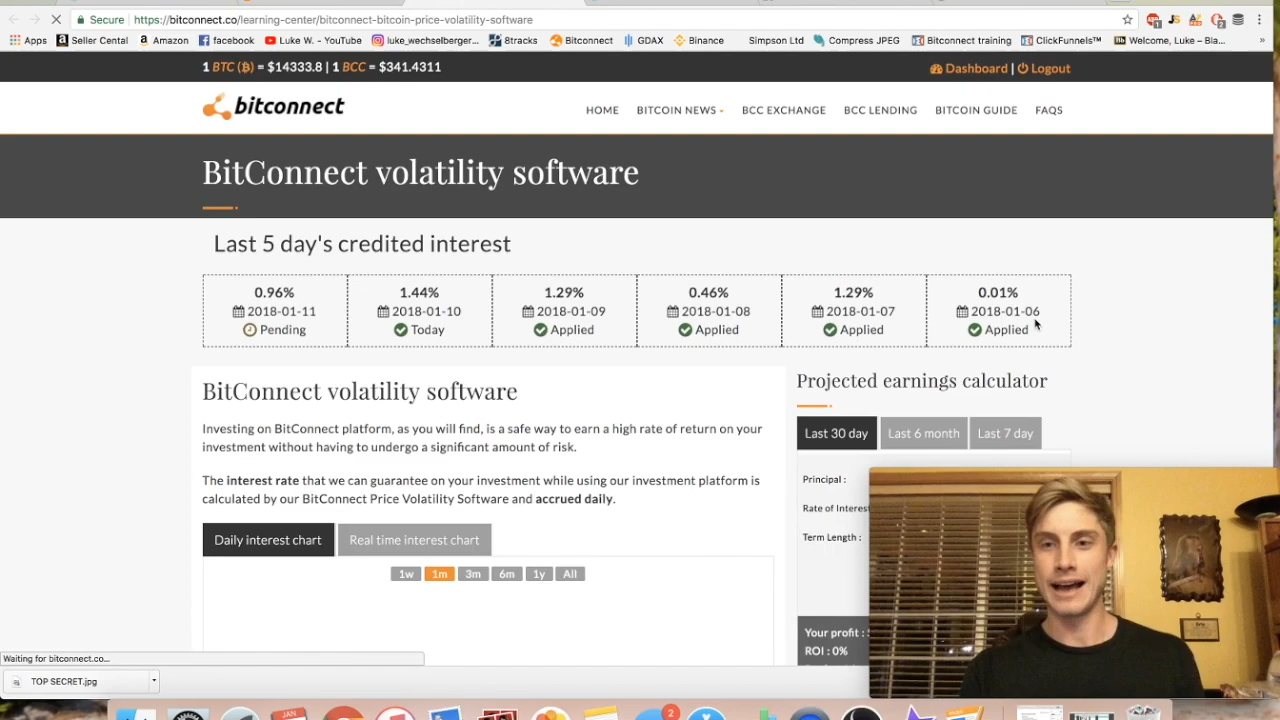 Secure | https://bitconnect.co/learning-center/bitconnect-bitcoin-price-volatility-software
Apps Seller Cental Amazon facebook Luke W. - YouTube luke_wechselberger... 8tracks Bitconnect GDAX Binance Simpson Ltd Compress JPEG Bitconnect training ClickFunnels™ Welcome, Luke – Bla... »
1 BTC (₿) = $14333.8 | 1 BCC = $341.4311
Dashboard | Logout
bitconnect
HOME BITCOIN NEWS BCC EXCHANGE BCC LENDING BITCOIN GUIDE FAQS
BitConnect volatility software
Last 5 day's credited interest
0.96% 1.44% 1.29% 0.46% 1.29% 0.01%
2018-01-11 2018-01-10 2018-01-09 2018-01-08 2018-01-07 2018-01-06
Pending Today Applied Applied Applied Applied
BitConnect volatility software
Investing on BitConnect platform, as you will find, is a safe way to earn a high rate of return on your
investment without having to undergo a significant amount of risk.
The interest rate that we can guarantee on your investment while using our investment platform is
calculated by our BitConnect Price Volatility Software and accrued daily.
Daily interest chart Real time interest chart
1w 1m 3m 6m 1y All
Projected earnings calculator
Last 30 day Last 6 month Last 7 day
Principal :
Rate of Interes
Term Length :
Your profit :
ROI : 0%
Waiting for bitconnect.co...
TOP SECRET.jpg
JAN
2